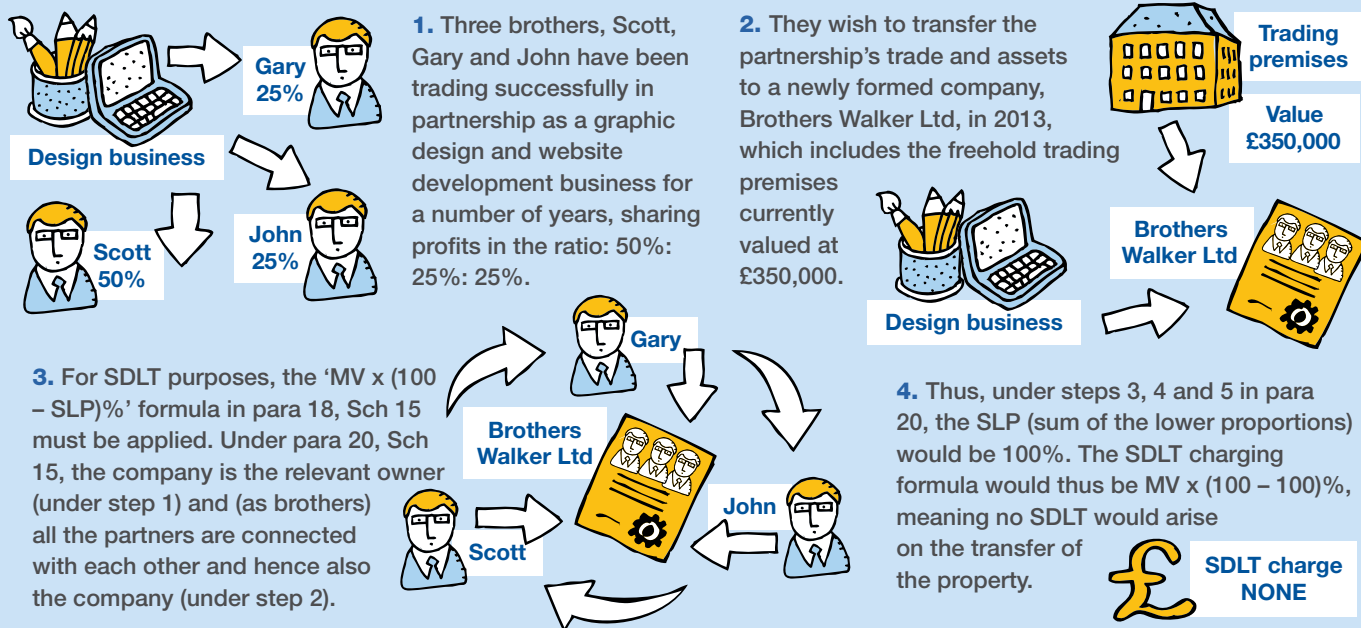 Design business
Gary
25%
Scott
50%
John
25%
1. Three brothers, Scott,
Gary and John have been
trading successfully in
partnership as a graphic
design and website
development business for
a number of years, sharing
profits in the ratio: 50%:
25%: 25%.
2. They wish to transfer the
partnership’s trade and assets
to a newly formed company,
Brothers Walker Ltd, in 2013,
which includes the freehold trading
premises
currently
valued at
£350,000.
Trading
premises
Value
£350,000
Design business
Brothers
Walker Ltd
3. For SDLT purposes, the ‘MV x (100
– SLP)%’ formula in para 18, Sch 15
must be applied. Under para 20, Sch
15, the company is the relevant owner
(under step 1) and (as brothers)
all the partners are connected
with each other and hence also
the company (under step 2).
Gary
Brothers
Walker Ltd
Scott
John
4. Thus, under steps 3, 4 and 5 in para
20, the SLP (sum of the lower proportions)
would be 100%. The SDLT charging
formula would thus be MV x (100 – 100)%,
meaning no SDLT would arise
on the transfer of
the property.
£
SDLT charge
NONE